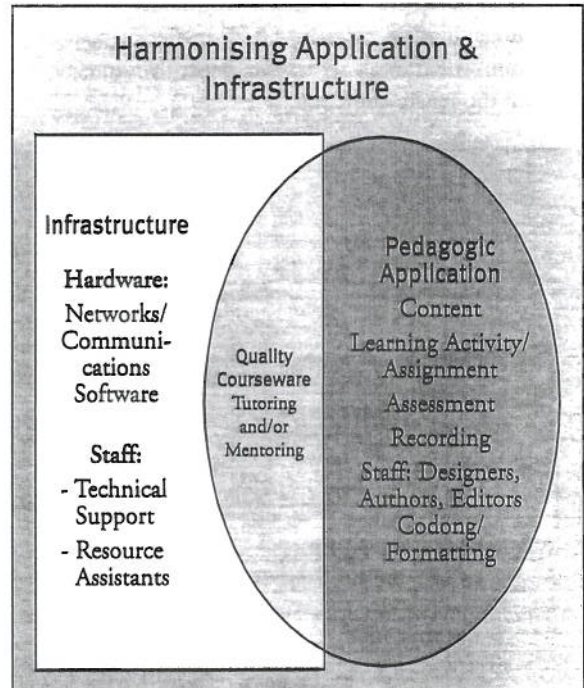 Harmonising Application &
Infrastructure
Infrastructure
Hardware:
Networks/
Communi-
cations
Software
Staff:
- Technical
Support
- Resource
Assistants
Quality
Courseware
Tutoring
and/or
Mentoring
Pedagogic
Application
Content
Learning Activity/
Assignment
Assessment
Recording
Staff: Designers,
Authors, Editors
Codong/
Formatting